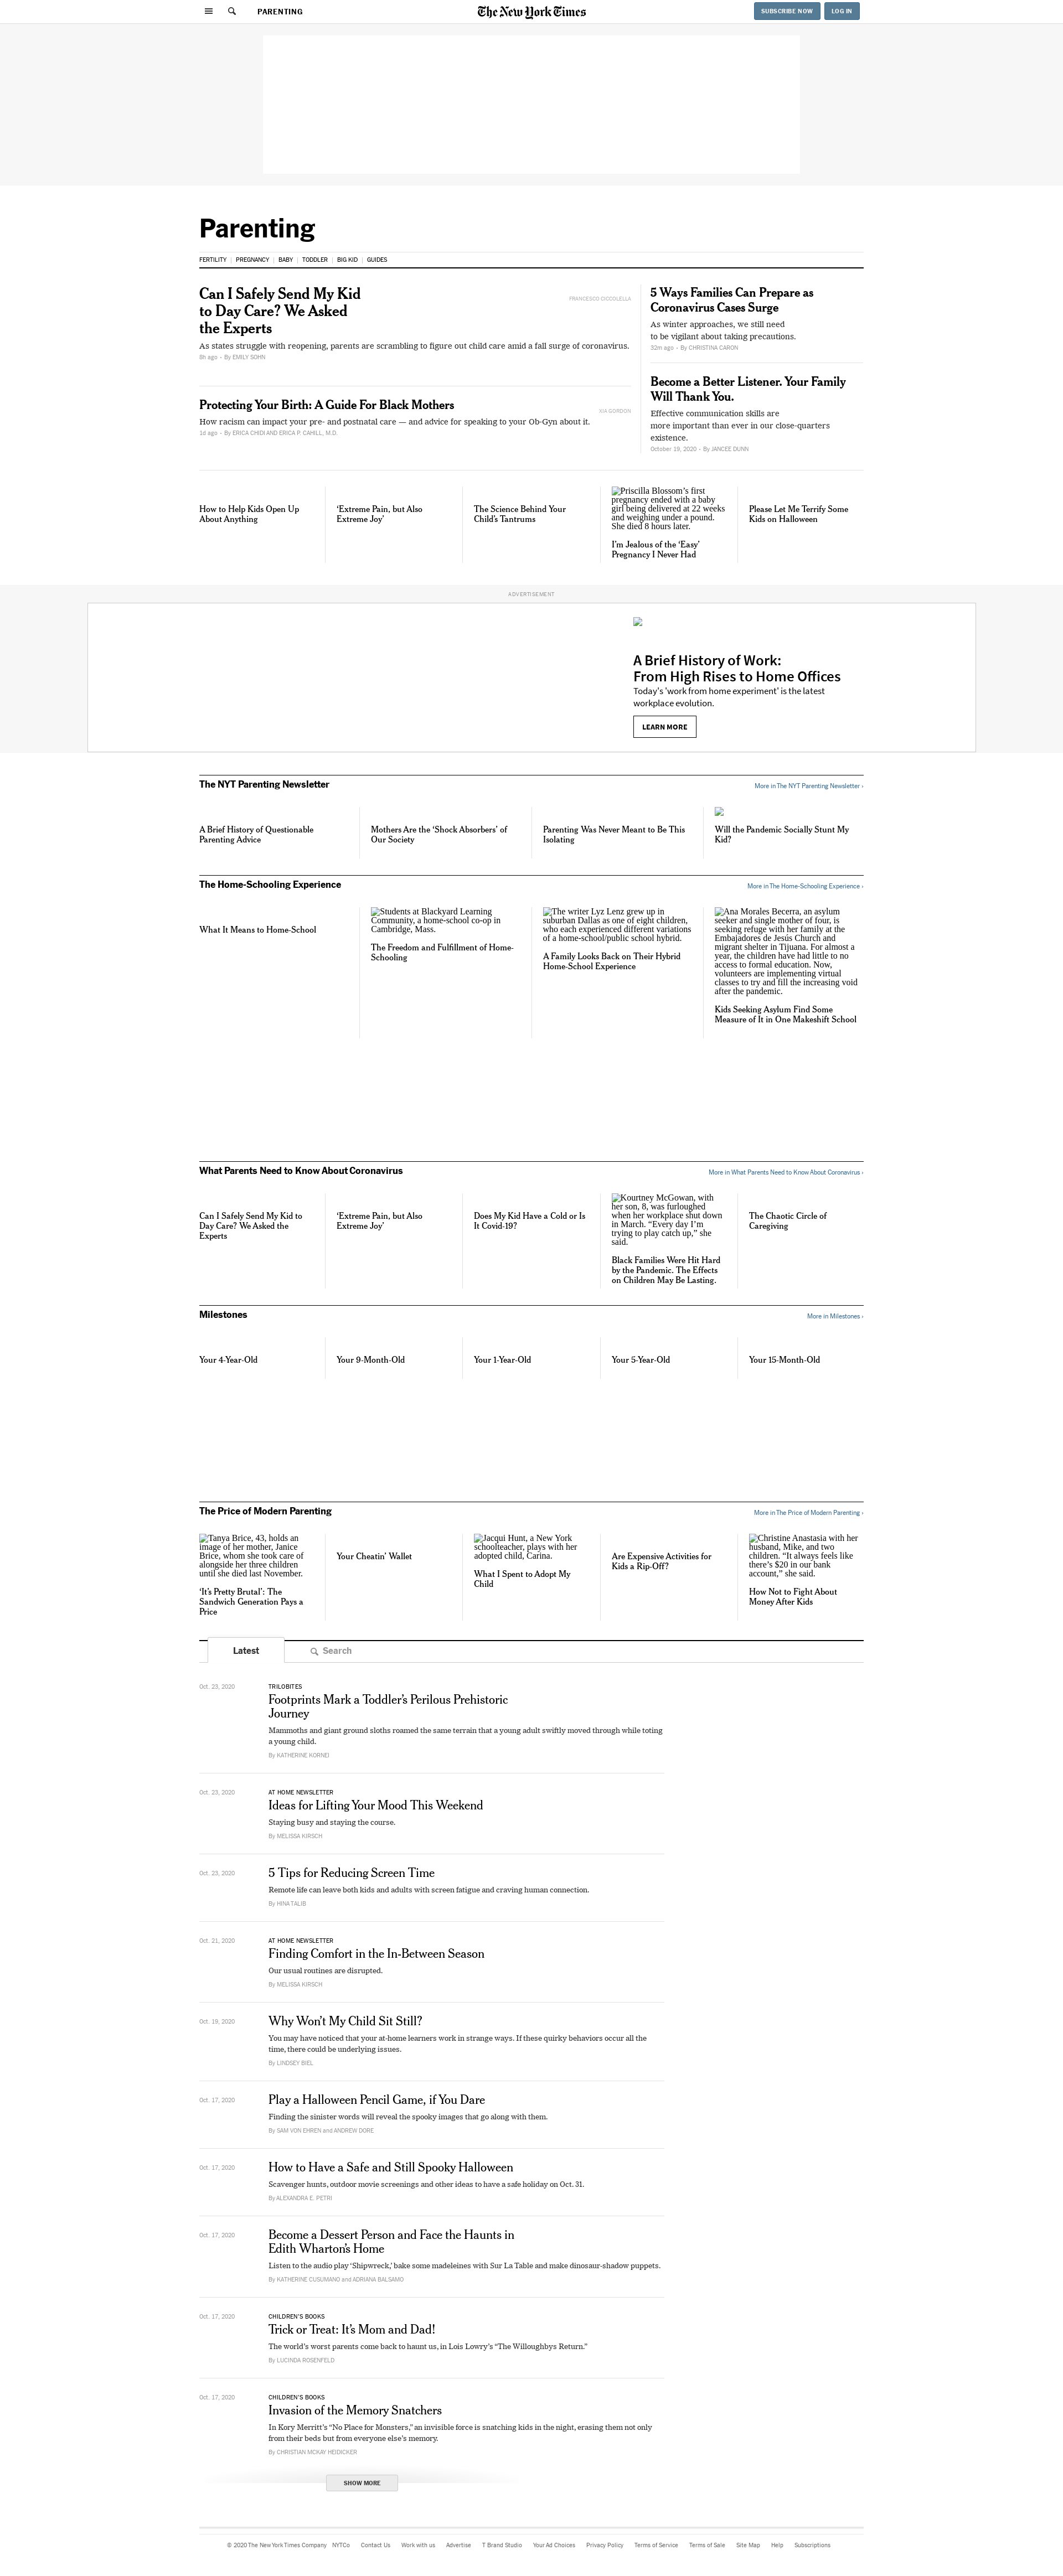 PARENTING
The New York Times
SUBSCRIBE NOW
LOG IN
Parenting
FERTILITY
PREGNANCY
BABY
TODDLER
BIG KID
GUIDES
Can I Safely Send My Kid
to Day Care? We Asked
the Experts
FRANCESCO CICCOLELLA
As states struggle with reopening, parents are scrambling to figure out child care amid a fall surge of coronavirus.
8h ago · By EMILY SOHN
Protecting Your Birth: A Guide For Black Mothers
XIA GORDON
How racism can impact your pre- and postnatal care — and advice for speaking to your Ob-Gyn about it.
1d ago · By ERICA CHIDI AND ERICA P. CAHILL, M.D.
5 Ways Families Can Prepare as
Coronavirus Cases Surge
As winter approaches, we still need
to be vigilant about taking precautions.
32m ago · By CHRISTINA CARON
Become a Better Listener. Your Family
Will Thank You.
Effective communication skills are
more important than ever in our close-quarters
existence.
October 19, 2020 · By JANCEE DUNN
How to Help Kids Open Up
About Anything
‘Extreme Pain, but Also
Extreme Joy’
The Science Behind Your
Child’s Tantrums
Priscilla Blossom’s first
pregnancy ended with a baby
girl being delivered at 22 weeks
and weighing under a pound.
She died 8 hours later.
I’m Jealous of the ‘Easy’
Pregnancy I Never Had
Please Let Me Terrify Some
Kids on Halloween
ADVERTISEMENT
A Brief History of Work:
From High Rises to Home Offices
Today's 'work from home experiment' is the latest
workplace evolution.
LEARN MORE
The NYT Parenting Newsletter
More in The NYT Parenting Newsletter ›
A Brief History of Questionable
Parenting Advice
Mothers Are the ‘Shock Absorbers’ of
Our Society
Parenting Was Never Meant to Be This
Isolating
Will the Pandemic Socially Stunt My
Kid?
The Home-Schooling Experience
More in The Home-Schooling Experience ›
What It Means to Home-School
Students at Blackyard Learning
Community, a home-school co-op in
Cambridge, Mass.
The Freedom and Fulfillment of Home-
Schooling
The writer Lyz Lenz grew up in
suburban Dallas as one of eight children,
who each experienced different variations
of a home-school/public school hybrid.
A Family Looks Back on Their Hybrid
Home-School Experience
Ana Morales Becerra, an asylum
seeker and single mother of four, is
seeking refuge with her family at the
Embajadores de Jesús Church and
migrant shelter in Tijuana. For almost a
year, the children have had little to no
access to formal education. Now,
volunteers are implementing virtual
classes to try and fill the increasing void
after the pandemic.
Kids Seeking Asylum Find Some
Measure of It in One Makeshift School
What Parents Need to Know About Coronavirus
More in What Parents Need to Know About Coronavirus ›
Can I Safely Send My Kid to
Day Care? We Asked the
Experts
‘Extreme Pain, but Also
Extreme Joy’
Does My Kid Have a Cold or Is
It Covid-19?
Kourtney McGowan, with
her son, 8, was furloughed
when her workplace shut down
in March. “Every day I’m
trying to play catch up,” she
said.
Black Families Were Hit Hard
by the Pandemic. The Effects
on Children May Be Lasting.
The Chaotic Circle of
Caregiving
Milestones
More in Milestones ›
Your 4-Year-Old
Your 9-Month-Old
Your 1-Year-Old
Your 5-Year-Old
Your 15-Month-Old
The Price of Modern Parenting
More in The Price of Modern Parenting ›
Tanya Brice, 43, holds an
image of her mother, Janice
Brice, whom she took care of
alongside her three children
until she died last November.
‘It’s Pretty Brutal’: The
Sandwich Generation Pays a
Price
Your Cheatin’ Wallet
Jacqui Hunt, a New York
schoolteacher, plays with her
adopted child, Carina.
What I Spent to Adopt My
Child
Are Expensive Activities for
Kids a Rip-Off?
Christine Anastasia with her
husband, Mike, and two
children. “It always feels like
there’s $20 in our bank
account,” she said.
How Not to Fight About
Money After Kids
Latest
Search
Oct. 23, 2020
TRILOBITES
Footprints Mark a Toddler’s Perilous Prehistoric
Journey
Mammoths and giant ground sloths roamed the same terrain that a young adult swiftly moved through while toting
a young child.
By KATHERINE KORNEI
Oct. 23, 2020
AT HOME NEWSLETTER
Ideas for Lifting Your Mood This Weekend
Staying busy and staying the course.
By MELISSA KIRSCH
Oct. 23, 2020
5 Tips for Reducing Screen Time
Remote life can leave both kids and adults with screen fatigue and craving human connection.
By HINA TALIB
Oct. 21, 2020
AT HOME NEWSLETTER
Finding Comfort in the In-Between Season
Our usual routines are disrupted.
By MELISSA KIRSCH
Oct. 19, 2020
Why Won’t My Child Sit Still?
You may have noticed that your at-home learners work in strange ways. If these quirky behaviors occur all the
time, there could be underlying issues.
By LINDSEY BIEL
Oct. 17, 2020
Play a Halloween Pencil Game, if You Dare
Finding the sinister words will reveal the spooky images that go along with them.
By SAM VON EHREN and ANDREW DORE
Oct. 17, 2020
How to Have a Safe and Still Spooky Halloween
Scavenger hunts, outdoor movie screenings and other ideas to have a safe holiday on Oct. 31.
By ALEXANDRA E. PETRI
Oct. 17, 2020
Become a Dessert Person and Face the Haunts in
Edith Wharton’s Home
Listen to the audio play ‘Shipwreck,’ bake some madeleines with Sur La Table and make dinosaur-shadow puppets.
By KATHERINE CUSUMANO and ADRIANA BALSAMO
Oct. 17, 2020
CHILDREN’S BOOKS
Trick or Treat: It’s Mom and Dad!
The world’s worst parents come back to haunt us, in Lois Lowry’s “The Willoughbys Return.”
By LUCINDA ROSENFELD
Oct. 17, 2020
CHILDREN’S BOOKS
Invasion of the Memory Snatchers
In Kory Merritt’s “No Place for Monsters,” an invisible force is snatching kids in the night, erasing them not only
from their beds but from everyone else’s memory.
By CHRISTIAN MCKAY HEIDICKER
SHOW MORE
© 2020 The New York Times Company
NYTCo
Contact Us
Work with us
Advertise
T Brand Studio
Your Ad Choices
Privacy Policy
Terms of Service
Terms of Sale
Site Map
Help
Subscriptions